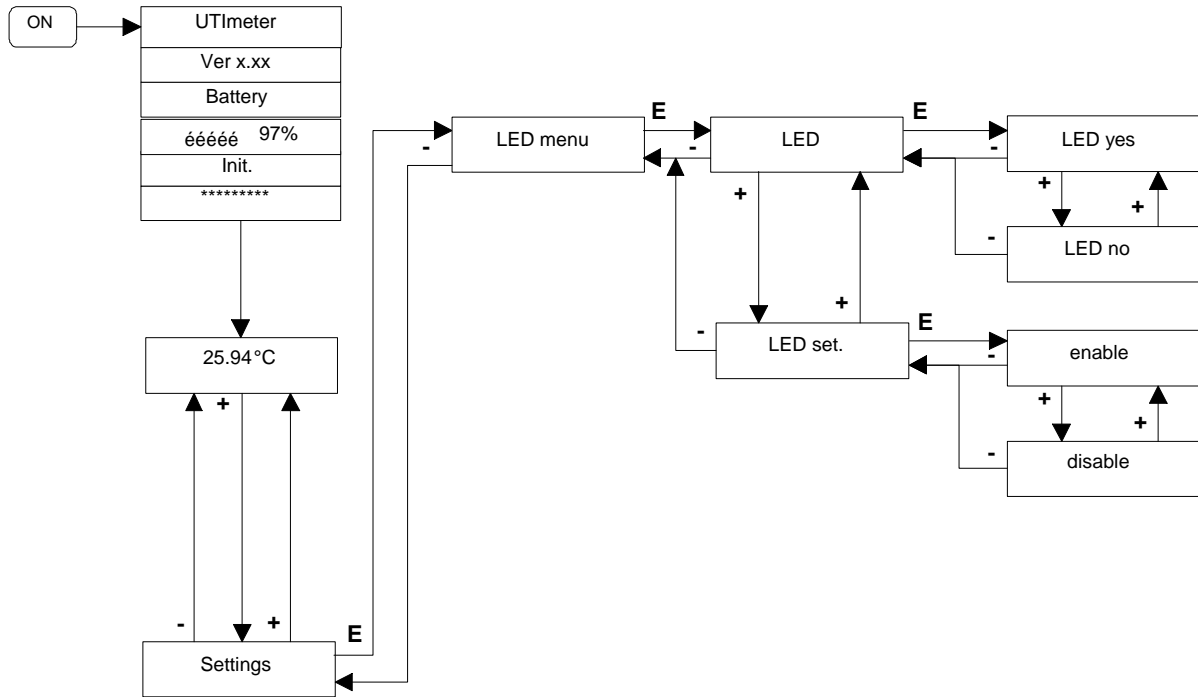 ON
UTImeter
Ver x.xx
Battery
ééééé 97%
Init.
*********
25.94°C
+
-
+
Settings
E
-
LED menu
E
-
LED
+
+
-
LED set.
E
-
LED yes
+
+
-
LED no
E
-
enable
+
+
-
disable